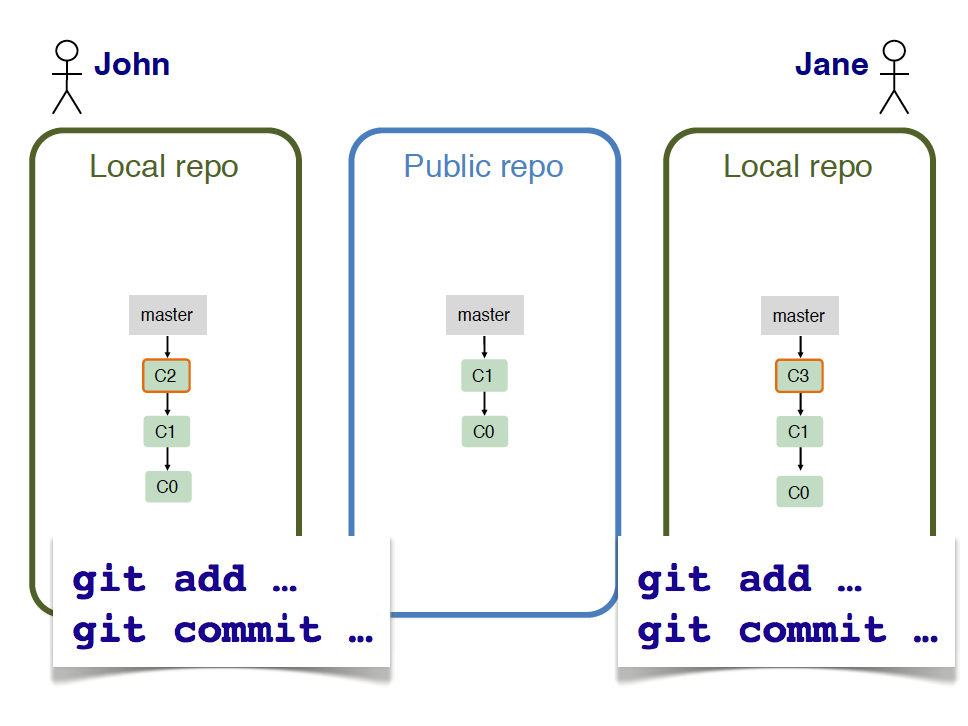 John
Jane
Local repo
Public repo
Local repo
master
C2
C1
C0
master
C1
C0
master
C3
C1
C0
git add …
git commit …
git add …
git commit …